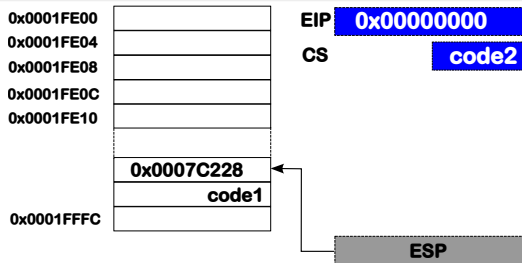 0x0001FE00
0x0001FE04
0x0001FE08
0x0001FE0C
0x0001FE10
0x0007C228
code1
0x0001FFFC
EIP 0x00000000
CS code2
ESP